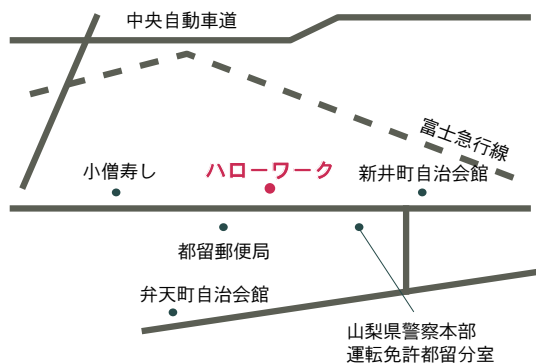 中央自動車道
富士急行線
小僧寿し
ハローワーク
新井町自治会館
都留郵便局
弁天町自治会館
山梨県警察本部
運転免許都留分室